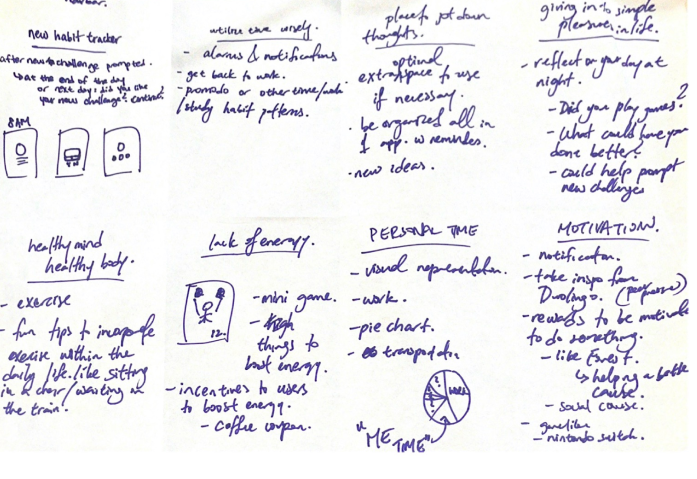 new habit tracker
after new challenge prompted.
↳ at the end of the day
or next day: did you like
your new challenge? continue?
8AM
utilize time wisely.
- alarms & notifications
- get back to work.
- promodo or other time/work
/study habit patterns.
place to jot down
thoughts.
optional
extra space to use
if necessary.
· be organized all in
1 app. w reminders.
· new ideas.
giving in to simple
pleasures in life.
- reflect on your day at
night.
- Did you play games?
- What could have you
done better?
- could help prompt
new challenges
healthy mind
healthy body.
- exercise
- fun tips to incorporate
exercise within the
daily life. like sitting
in a chair/waiting on
the train.
lack of energy.
12
- mini game.
- things to
boost energy.
- incentives to users
to boost energy.
- coffee coupon.
PERSONAL TIME
- visual representation.
- work.
- pie chart.
- transportation
WORK
"ME
TIME"
MOTIVATION.
- notification.
- take inspo from
Duolingo.
- rewards to be motivated
to do something.
- like Forest.
↳ helping a better
cause.
- social cause.
- gamelike
- nintendo switch.